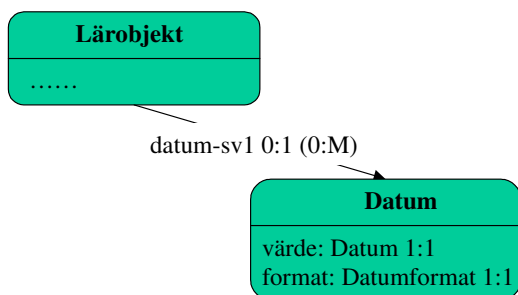 Lärobjekt
……
datum-sv1 0:1 (0:M)
Datum
värde: Datum 1:1
format: Datumformat 1:1